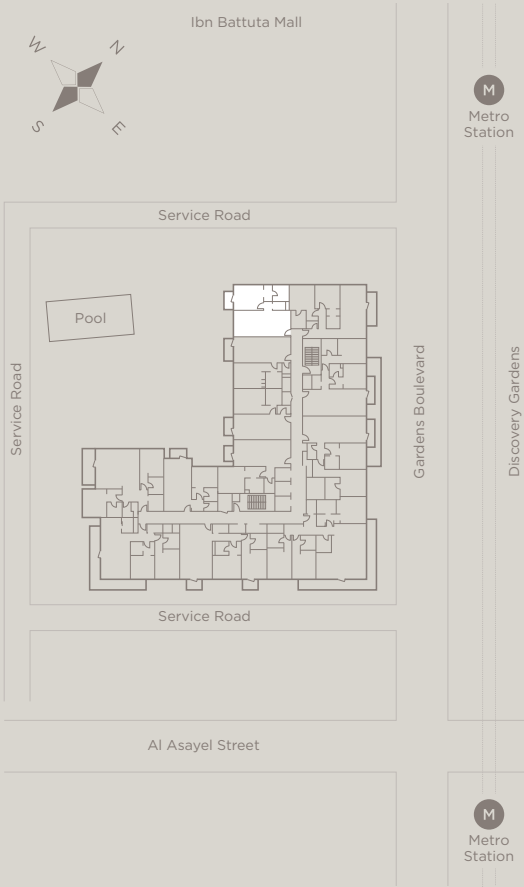 Ibn Battuta Mall
W
N
S
E
M
Metro
Station
Service Road
Pool
Service Road
Gardens Boulevard
Discovery Gardens
Service Road
Al Asayel Street
M
Metro
Station